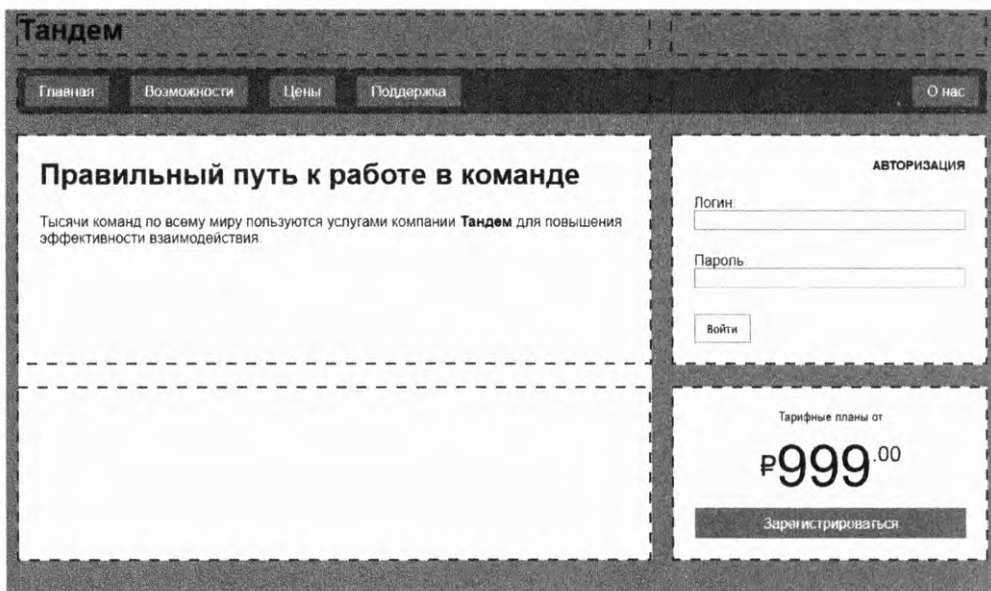 Тандем
Главная Возможности Цены Поддержка О нас
Правильный путь к работе в команде
Тысячи команд по всему миру пользуются услугами компании Тандем для повышения
эффективности взаимодействия.
АВТОРИЗАЦИЯ
Логин:
Пароль:
Войти
Тарифные планы от
₽999.00
Зарегистрироваться